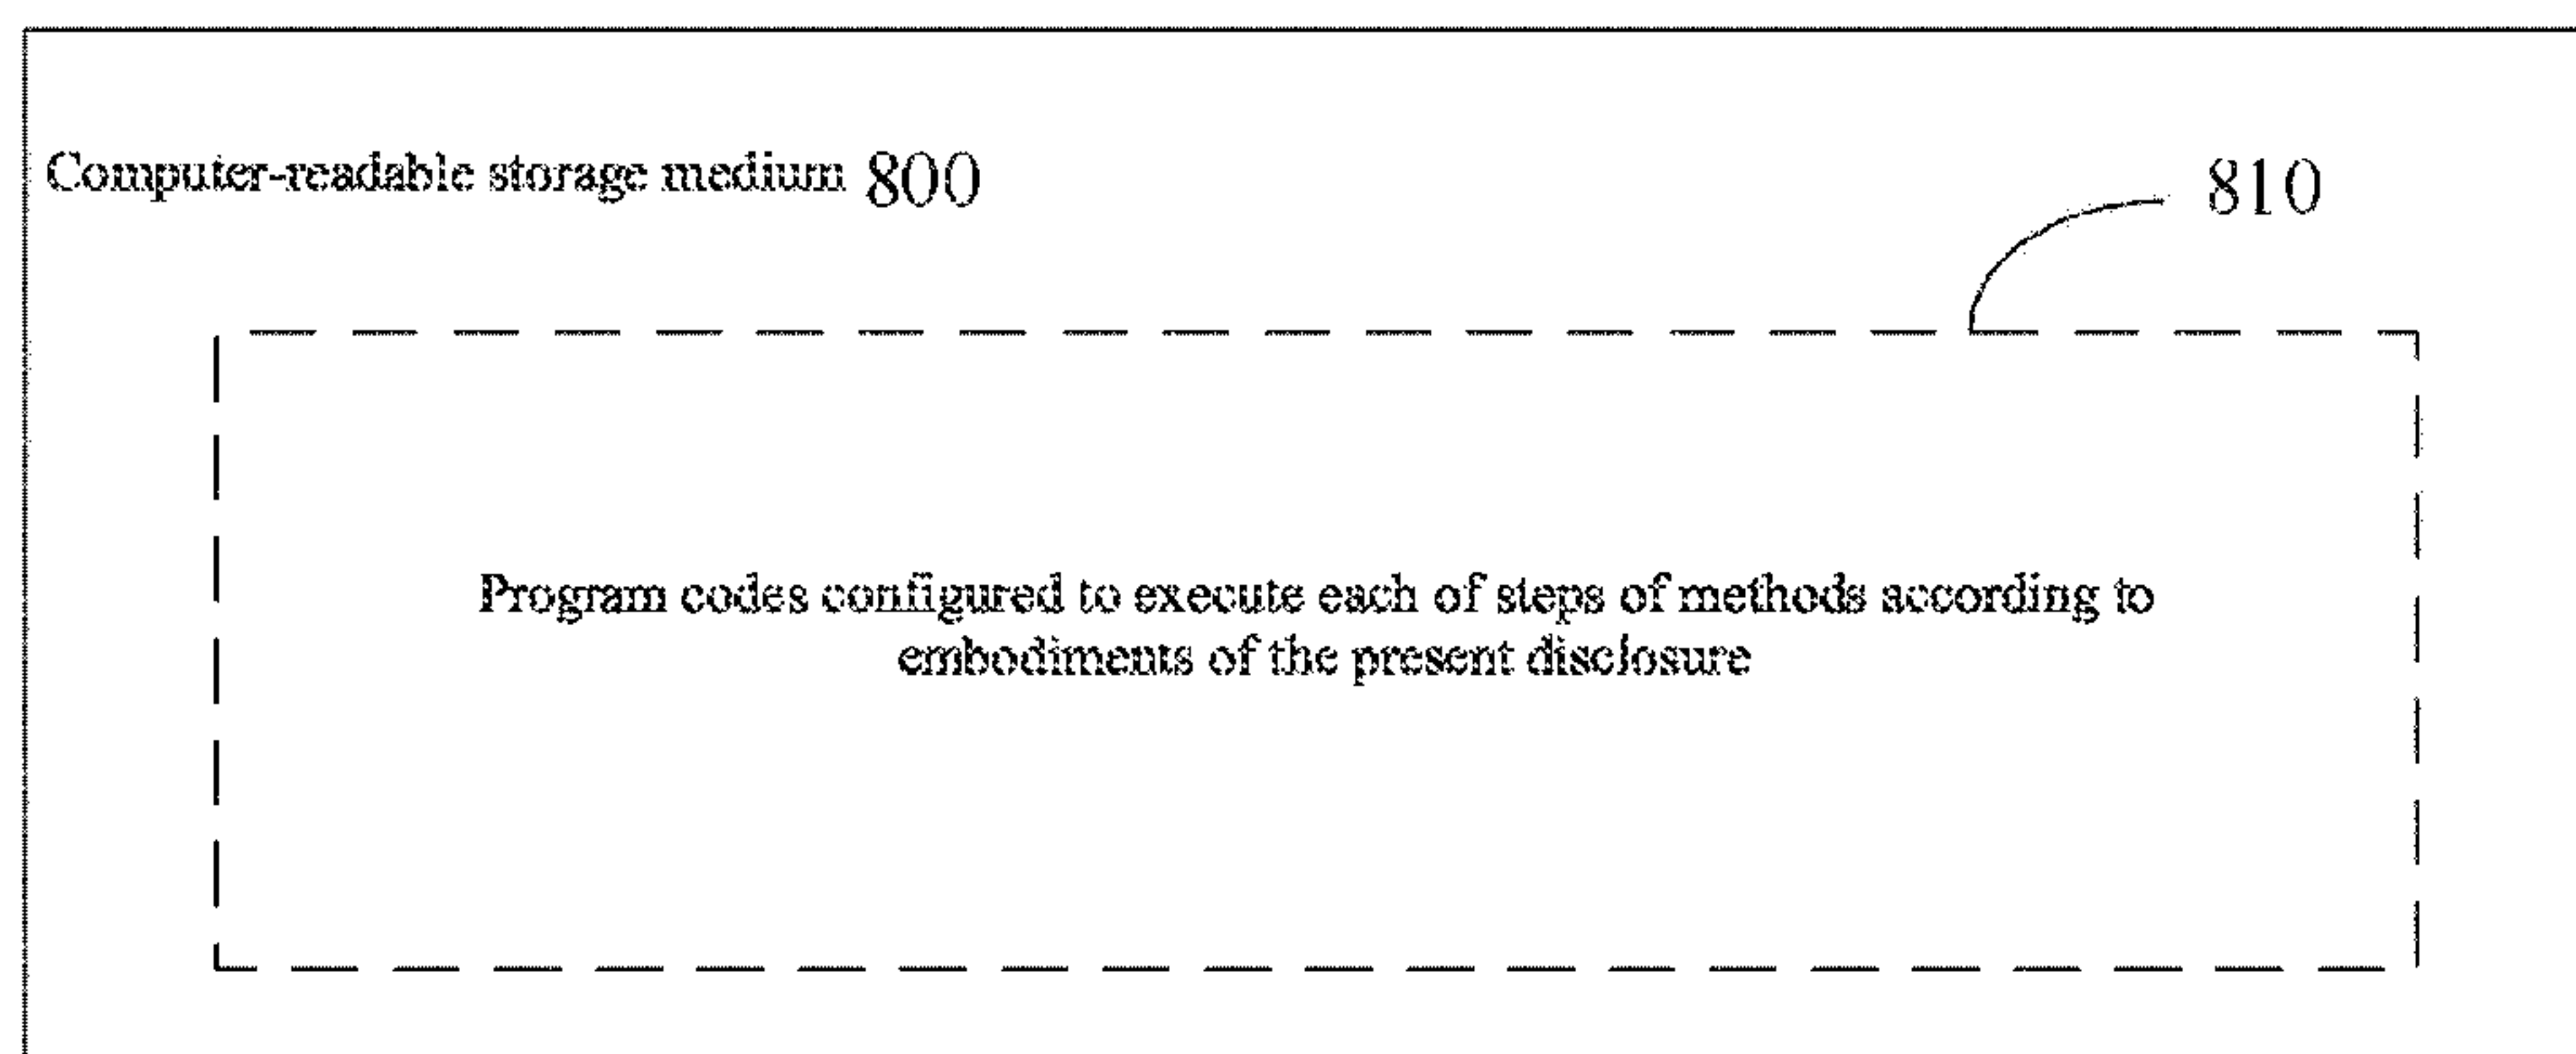 Computer-readable storage medium 800
810
Program codes configured to execute each of steps of methods according to
embodiments of the present disclosure